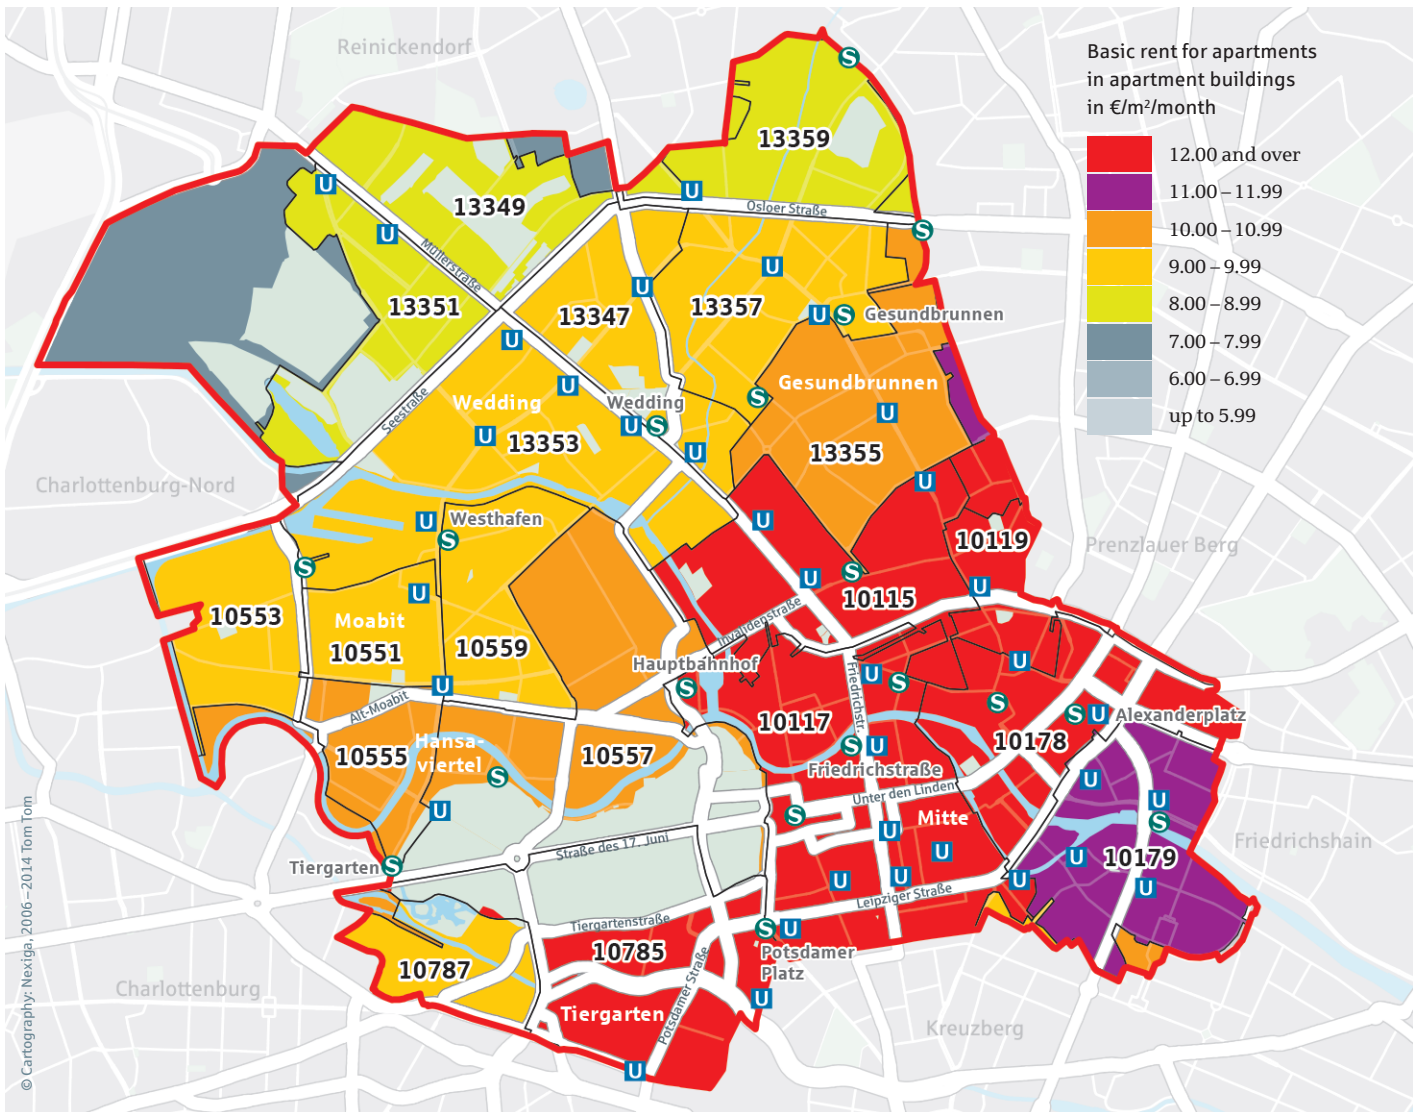 Reinickendorf
Basic rent for apartments
in apartment buildings
in €/m²/month
12.00 and over
11.00 – 11.99
10.00 – 10.99
9.00 – 9.99
8.00 – 8.99
7.00 – 7.99
6.00 – 6.99
up to 5.99
S
13359
U
U
13349
U
Osloer Straße
S
U
Müllerstraße
U
U
13351
13347
13357
U
S
Gesundbrunnen
U
Gesundbrunnen
U
Wedding
Seestraße
Wedding
S
U
U
S
U
13353
U
13355
U
Charlottenburg-Nord
U
Westhafen
U
S
10119
Prenzlauer Berg
S
S
U
U
U
10115
10553
Moabit
10551
10559
Invalidenstraße
Hauptbahnhof
S
U
Friedrichstr.
U
S
U
S
Alt-Moabit
10117
S
U
Alexanderplatz
10555
Hansa-
viertel
10557
S
U
10178
Friedrichstraße
S
U
U
Unter den Linden
U
S
S
Mitte
U
Straße des 17. Juni
U
Friedrichshain
Tiergarten
S
U
10179
U
U
U
U
Leipziger Straße
Tiergartenstraße
S
U
10785
Potsdamer
Platz
10787
Potsdamer Straße
Charlottenburg
U
Tiergarten
Kreuzberg
U
© Cartography: Nexiga, 2006 – 2014 Tom Tom